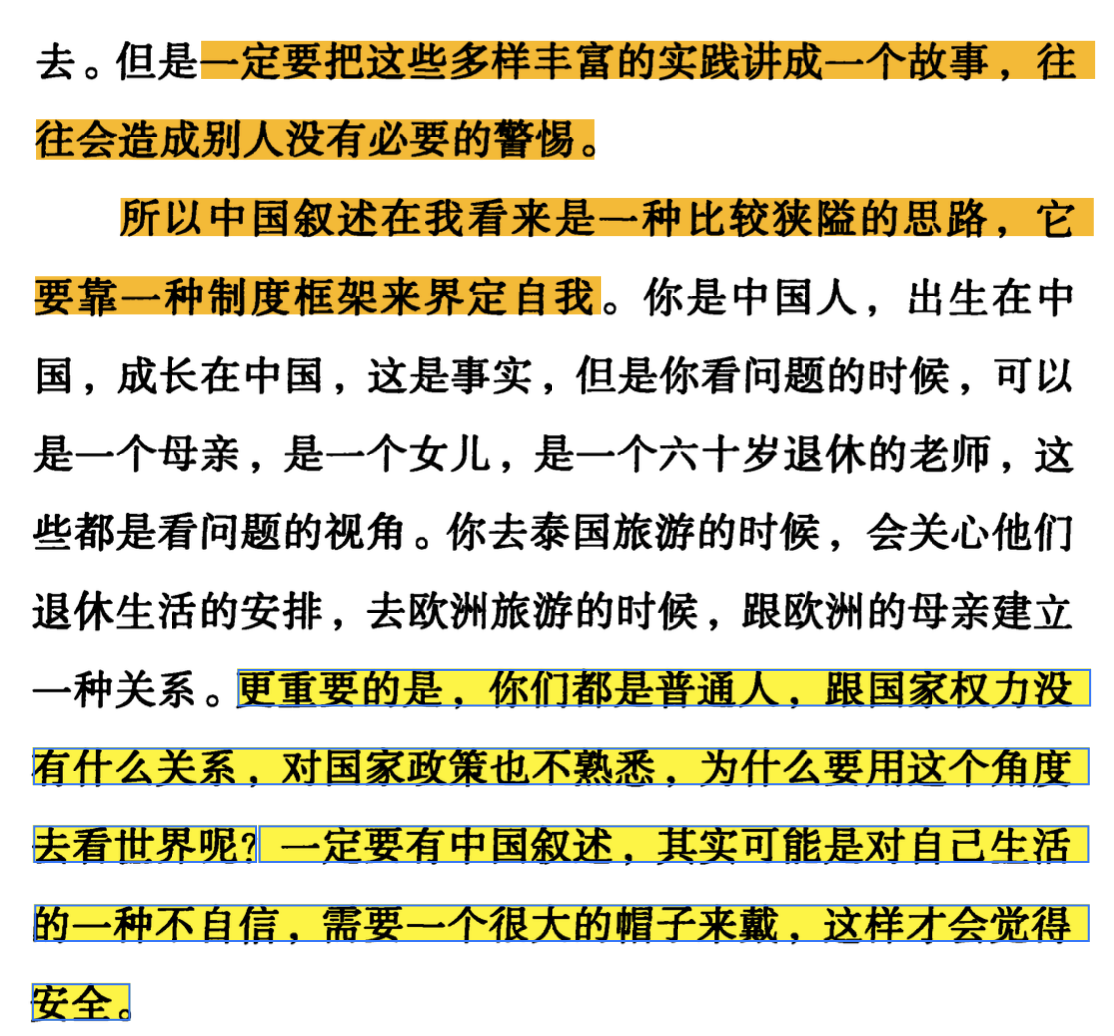 去。但是一定要把这些多样丰富的实践讲成一个故事，往
往会造成别人没有必要的警惕。
所以中国叙述在我看来是一种比较狭隘的思路，它
要靠一种制度框架来界定自我。你是中国人，出生在中
国，成长在中国，这是事实，但是你看问题的时候，可以
是一个母亲，是一个女儿，是一个六十岁退休的老师，这
些都是看问题的视角。你去泰国旅游的时候，会关心他们
退休生活的安排，去欧洲旅游的时候，跟欧洲的母亲建立
一种关系。更重要的是，你们都是普通人，跟国家权力没
有什么关系，对国家政策也不熟悉，为什么要用这个角度
去看世界呢？一定要有中国叙述，其实可能是对自己生活
的一种不自信，需要一个很大的帽子来戴，这样才会觉得
安全。